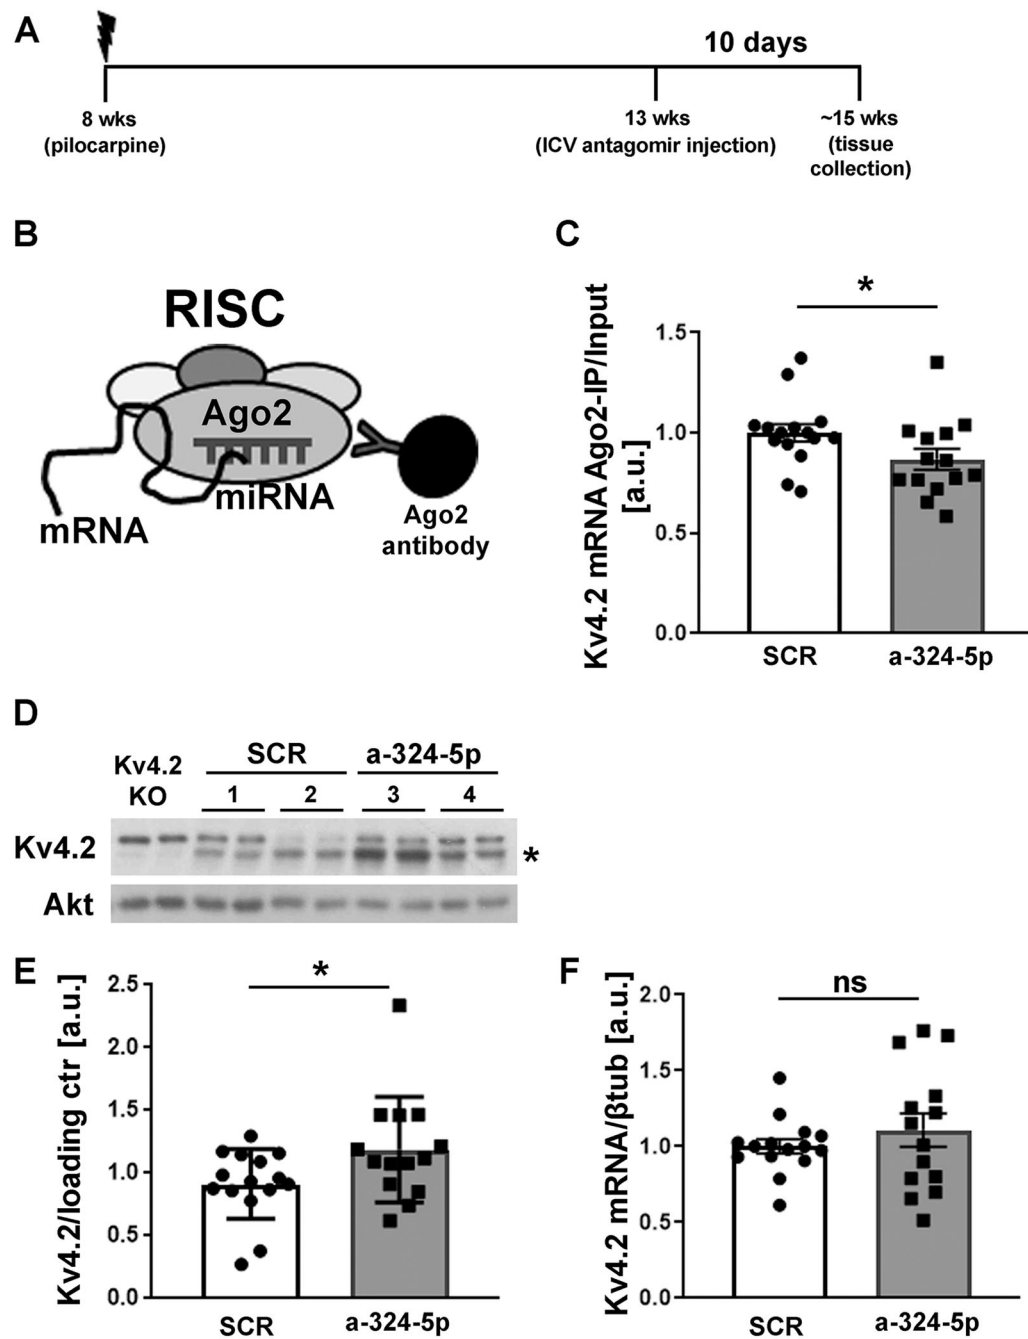 A
10 days
8 wks
(pilocarpine)
13 wks
(ICV antagomir injection)
~15 wks
(tissue
collection)
B
RISC
Ago2
miRNA
mRNA
Ago2
antibody
C
*
Kv4.2 mRNA Ago2-IP/Input
[a.u.]
1.5
1.0
0.5
0.0
SCR
a-324-5p
D
Kv4.2
KO
SCR
a-324-5p
1
2
3
4
Kv4.2
*
Akt
E
*
Kv4.2/loading ctr [a.u.]
2.5
2.0
1.5
1.0
0.5
0.0
SCR
a-324-5p
F
ns
Kv4.2 mRNA/βtub [a.u.]
2.0
1.5
1.0
0.5
0.0
SCR
a-324-5p